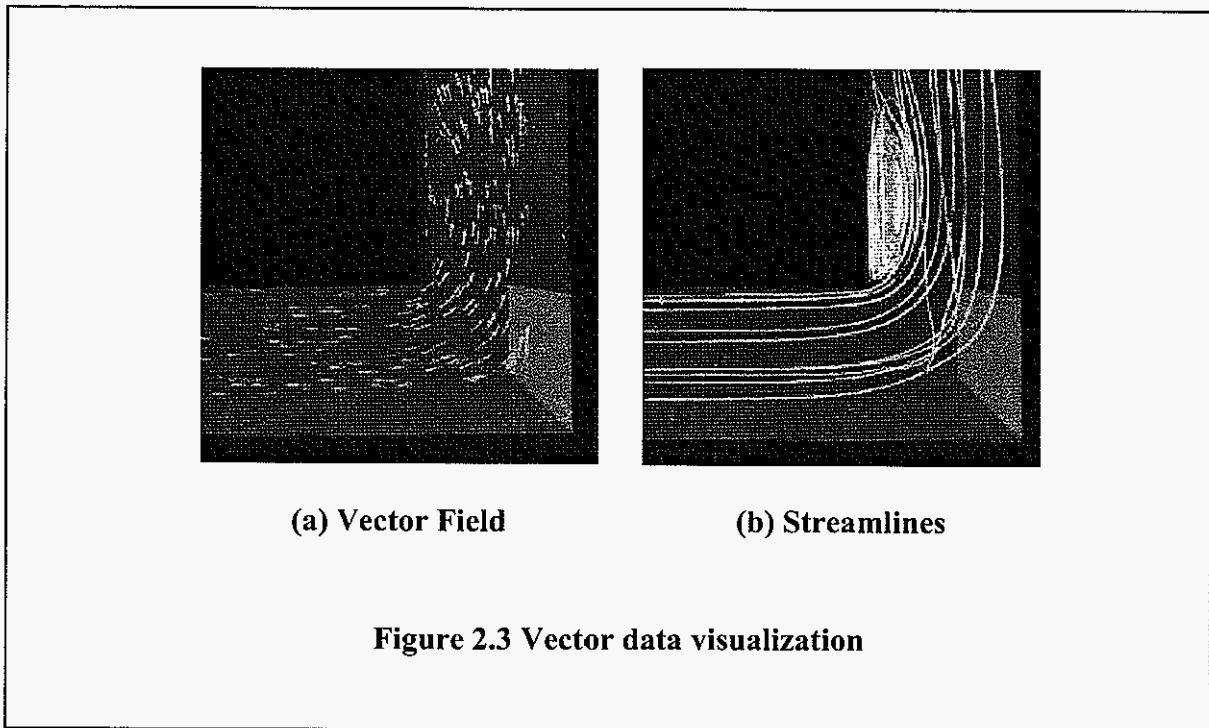 (a) Vector Field
(b) Streamlines
Figure 2.3 Vector data visualization